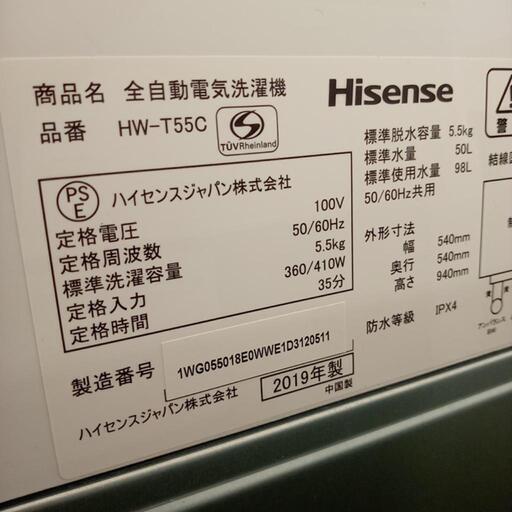 商品名 全自動電気洗濯機
Hisense
品番 HW-T55C
S
TÜVRheinland
PS
E
ハイセンスジャパン株式会社
定格電圧 100V
定格周波数 50/60Hz
標準洗濯容量 5.5kg
定格入力 360/410W
定格時間 35分
標準脱水容量 5.5kg
標準水量 50L
標準使用水量 98L
50/60Hz共用
外形寸法
幅 540mm
奥行 540mm
高さ 940mm
防水等級 IPX4
製造番号 1WG055018E0WWE1D3120511
2019年製
ハイセンスジャパン株式会社 中国製
警
結線図
黄 黄